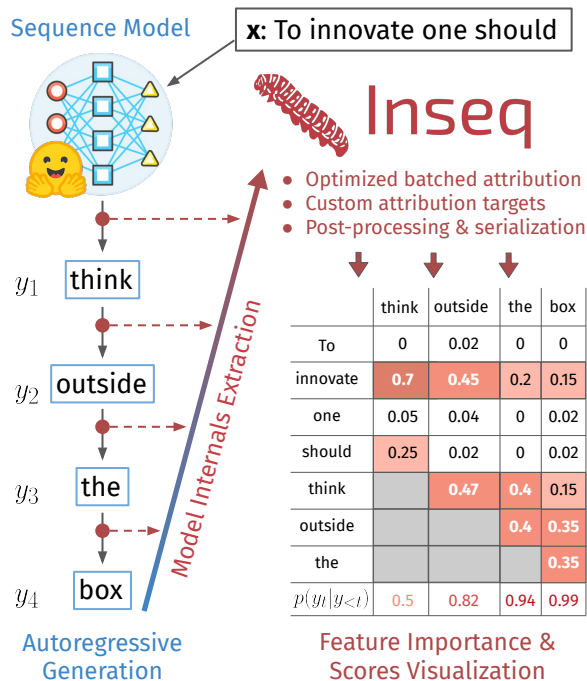 Sequence Model
x: To innovate one should
Inseq
• Optimized batched attribution
• Custom attribution targets
• Post-processing & serialization
y1 think
y2 outside
y3 the
y4 box
Model Internals Extraction
Autoregressive
Generation
think outside the box
To 0 0.02 0 0
innovate 0.7 0.45 0.2 0.15
one 0.05 0.04 0 0.02
should 0.25 0.02 0 0.02
think 0.47 0.4 0.15
outside 0.4 0.35
the 0.35
p(yt|y<t) 0.5 0.82 0.94 0.99
Feature Importance &
Scores Visualization